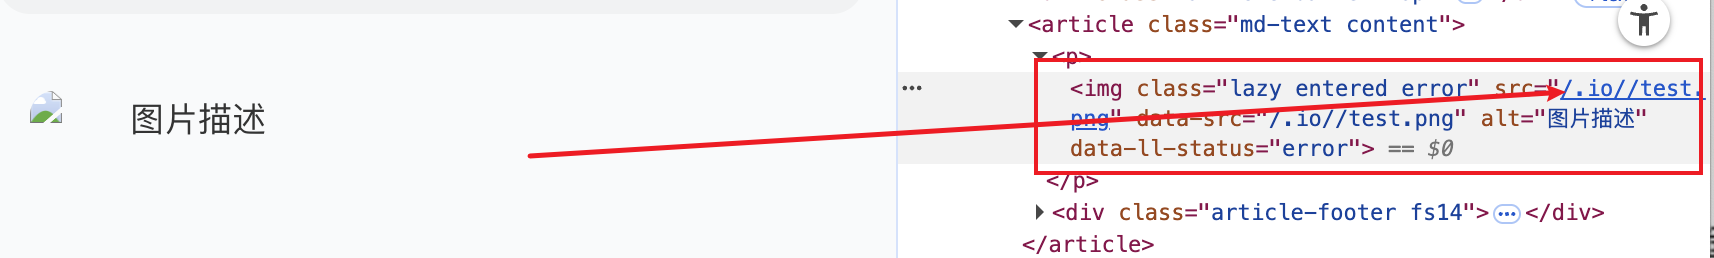 <article class="md-text content">
<p>
图片描述
<img class="lazy entered error" src="/.io//test.
png" data-src="/.io//test.png" alt="图片描述"
data-ll-status="error"> == $0
</p>
<div class="article-footer fs14"> </div>
</article>